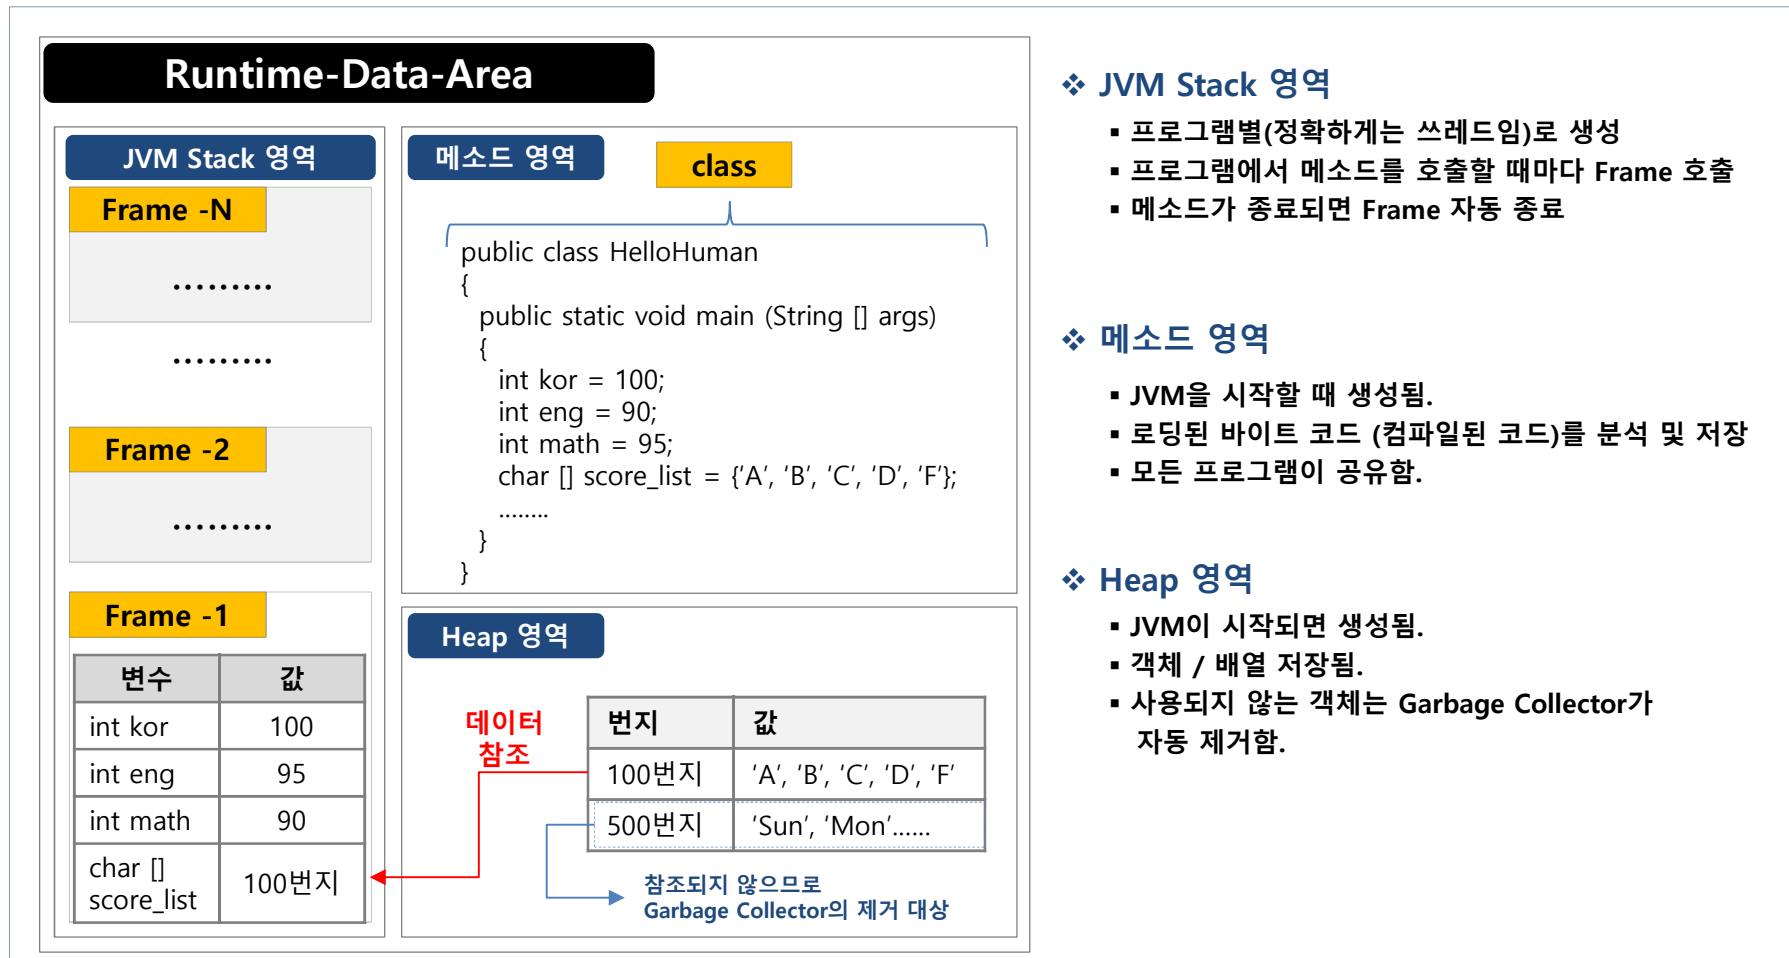 Runtime-Data-Area
JVM Stack 영역
Frame -N
.........
.........
Frame -2
.........
Frame -1
변수 값
int kor 100
int eng 95
int math 90
char []
score_list 100번지
메소드 영역
class
public class HelloHuman
{
public static void main (String [] args)
{
int kor = 100;
int eng = 90;
int math = 95;
char [] score_list = {‘A’, ‘B’, ‘C’, ‘D’, ‘F’};
........
}
}
Heap 영역
데이터
참조
번지 값
100번지 ‘A’, ‘B’, ‘C’, ‘D’, ‘F’
500번지 ‘Sun’, ‘Mon’......
참조되지 않으므로
Garbage Collector의 제거 대상
❖ JVM Stack 영역
▪ 프로그램별(정확하게는 쓰레드임)로 생성
▪ 프로그램에서 메소드를 호출할 때마다 Frame 호출
▪ 메소드가 종료되면 Frame 자동 종료
❖ 메소드 영역
▪ JVM을 시작할 때 생성됨.
▪ 로딩된 바이트 코드 (컴파일된 코드)를 분석 및 저장
▪ 모든 프로그램이 공유함.
❖ Heap 영역
▪ JVM이 시작되면 생성됨.
▪ 객체 / 배열 저장됨.
▪ 사용되지 않는 객체는 Garbage Collector가
자동 제거함.